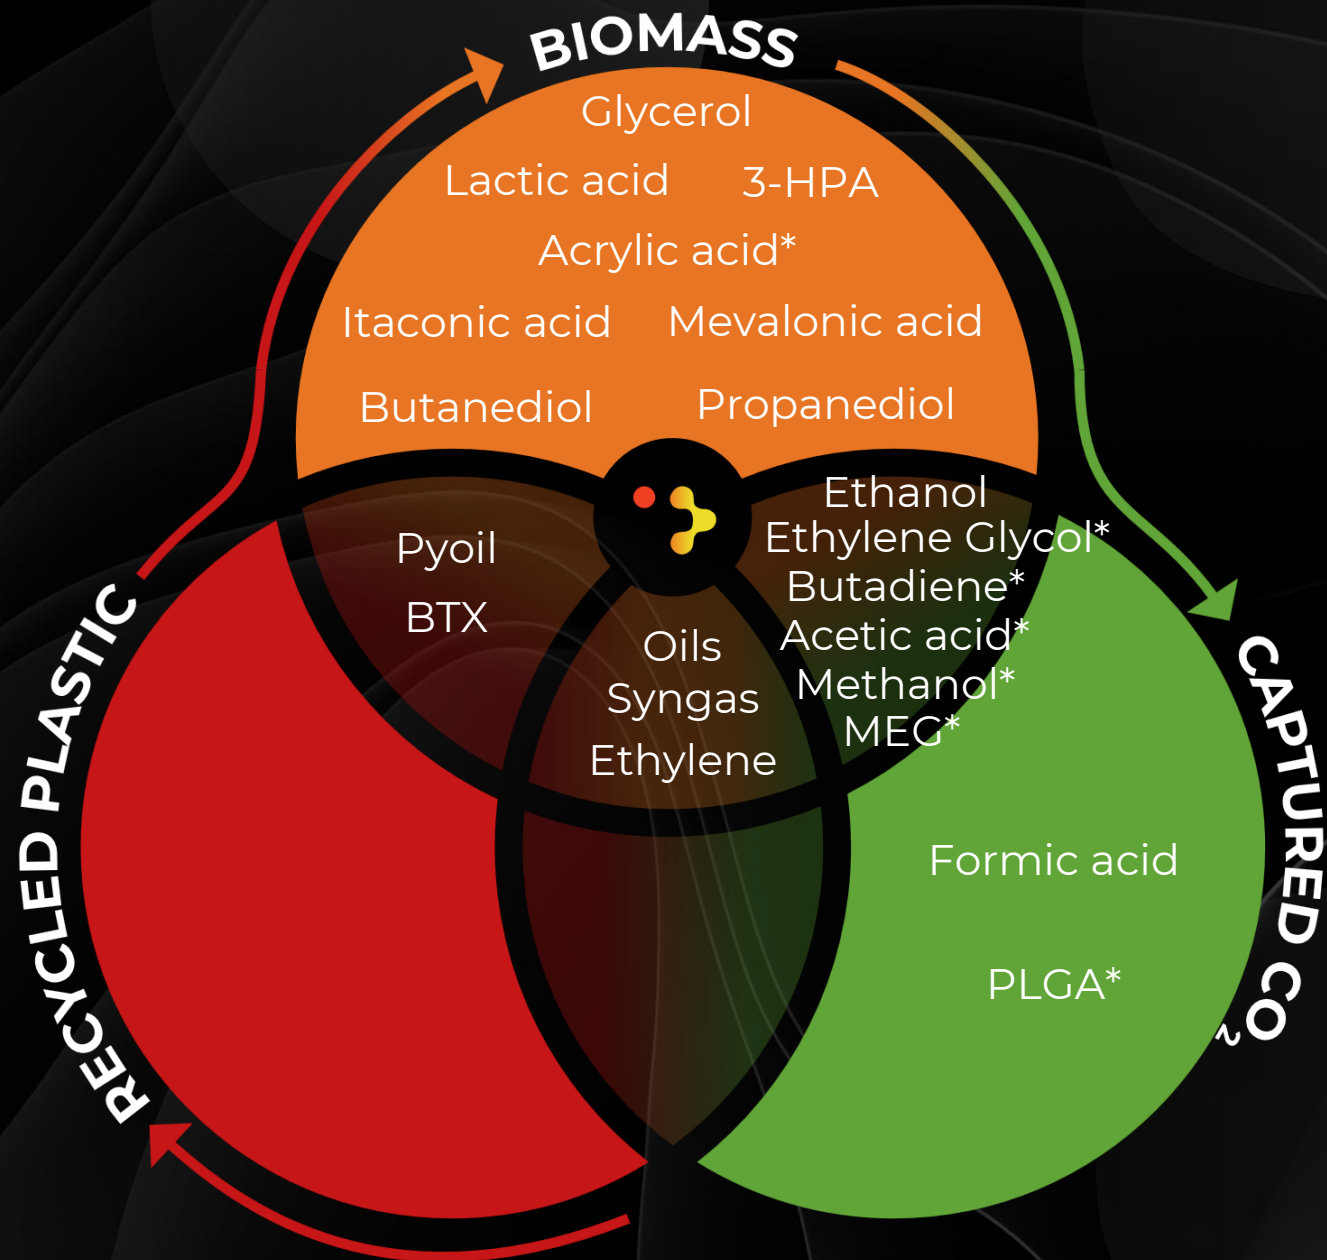 BIOMASS
Glycerol
Lactic acid
3-HPA
Acrylic acid*
Itaconic acid
Mevalonic acid
Butanediol
Propanediol
Pyoil
BTX
Ethanol
Ethylene Glycol*
Butadiene*
Acetic acid*
Methanol*
MEG*
Oils
Syngas
Ethylene
RECYCLED PLASTIC
CAPTURED CO₂
Formic acid
PLGA*